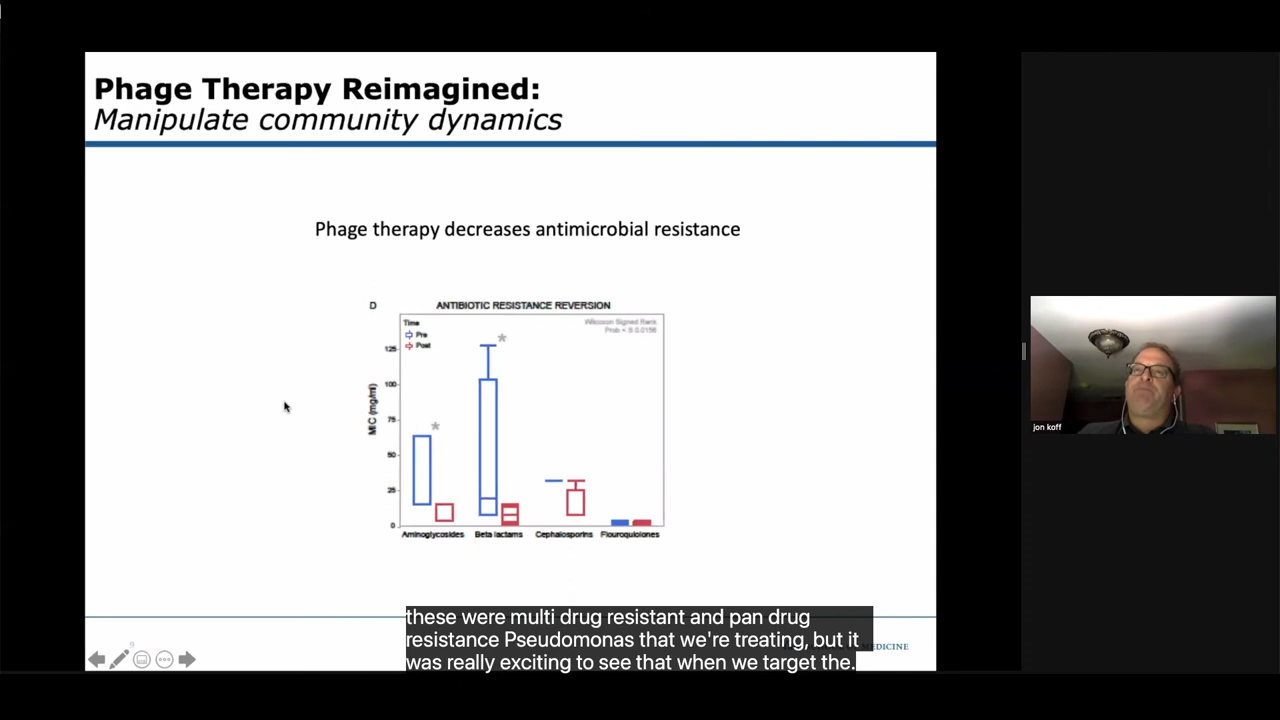 Phage Therapy Reimagined:
Manipulate community dynamics
Phage therapy decreases antimicrobial resistance
D
ANTIBIOTIC RESISTANCE REVERSION
Time
Pre
Post
Wilcoxon Signed Rank
Prob < S 0.0156
*
*
125
100
75
50
25
0
MIC (mg/ml)
Aminoglycosides
Beta lactams
Cephalosporins
Flouroquiolones
jon koff
these were multi drug resistant and pan drug
resistance Pseudomonas that we're treating, but it
was really exciting to see that when we target the.
MEDICINE
9